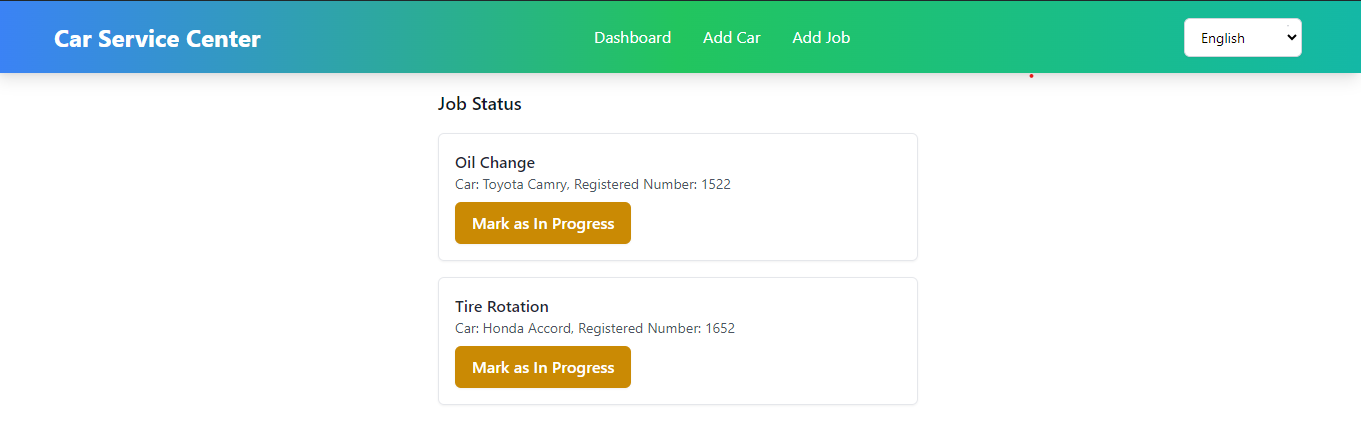 Car Service Center
Dashboard
Add Car
Add Job
English
Job Status
Oil Change
Car: Toyota Camry, Registered Number: 1522
Mark as In Progress
Tire Rotation
Car: Honda Accord, Registered Number: 1652
Mark as In Progress